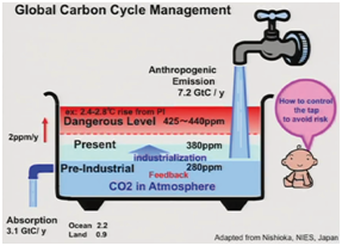 Global Carbon Cycle Management
Anthropogenic
Emission
7.2 GtC / y
ex: 2.4-2.8°C rise from PI
Dangerous Level 425~440ppm
How to control
the tap
to avoid risk
2ppm/y
Present 380ppm
industrialization
Pre-Industrial 280ppm
Feedback
CO2 in Atmosphere
Absorption
3.1 GtC/ y
Ocean 2.2
Land 0.9
Adapted from Nishioka, NIES, Japan